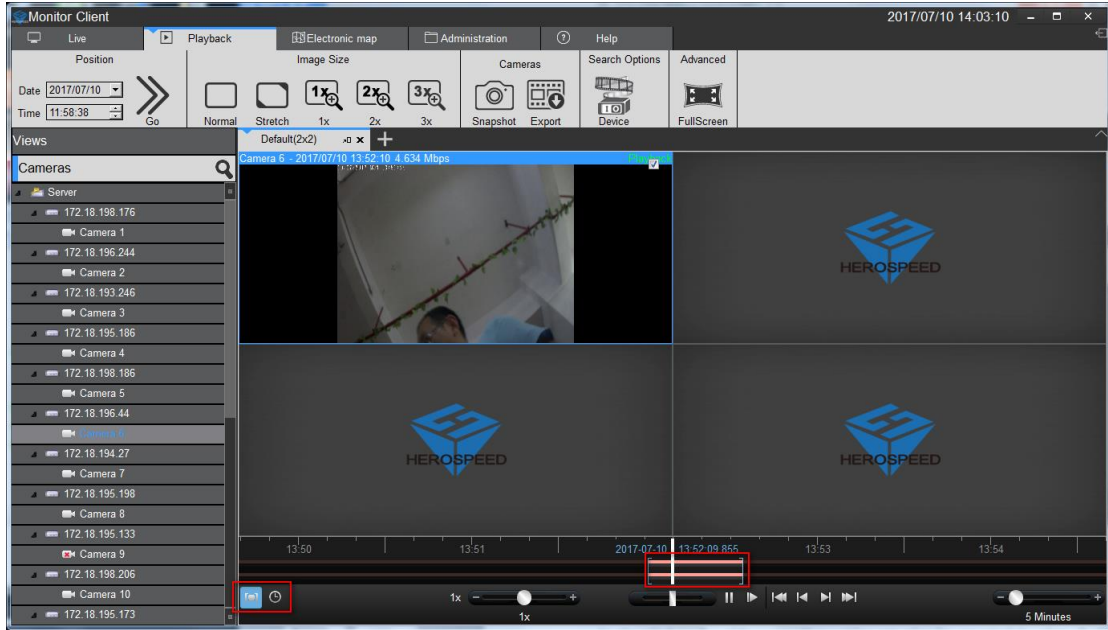 Monitor Client 2017/07/10 14:03:10
Live Playback Electronic map Administration Help
Position Image Size Cameras Search Options Advanced
Date 2017/07/10
Time 11:58:38
Go Normal Stretch 1x 2x 3x Snapshot Export Device FullScreen
1x 2x 3x
Views Default(2x2)
Cameras
Camera 6 - 2017/07/10 13:52:10 4.634 Mbps Playback
Server
172.18.198.176
Camera 1
172.18.196.244
Camera 2
172.18.193.246
Camera 3
172.18.195.186
Camera 4
172.18.198.186
Camera 5
172.18.196.44
Camera 6
172.18.194.27
Camera 7
172.18.195.198
Camera 8
172.18.195.133
Camera 9
172.18.198.206
Camera 10
172.18.195.173
HEROSPEED
HEROSPEED
HEROSPEED
13:50 13:51 2017-07-10 13:52:09.855 13:53 13:54
1x
1x 5 Minutes